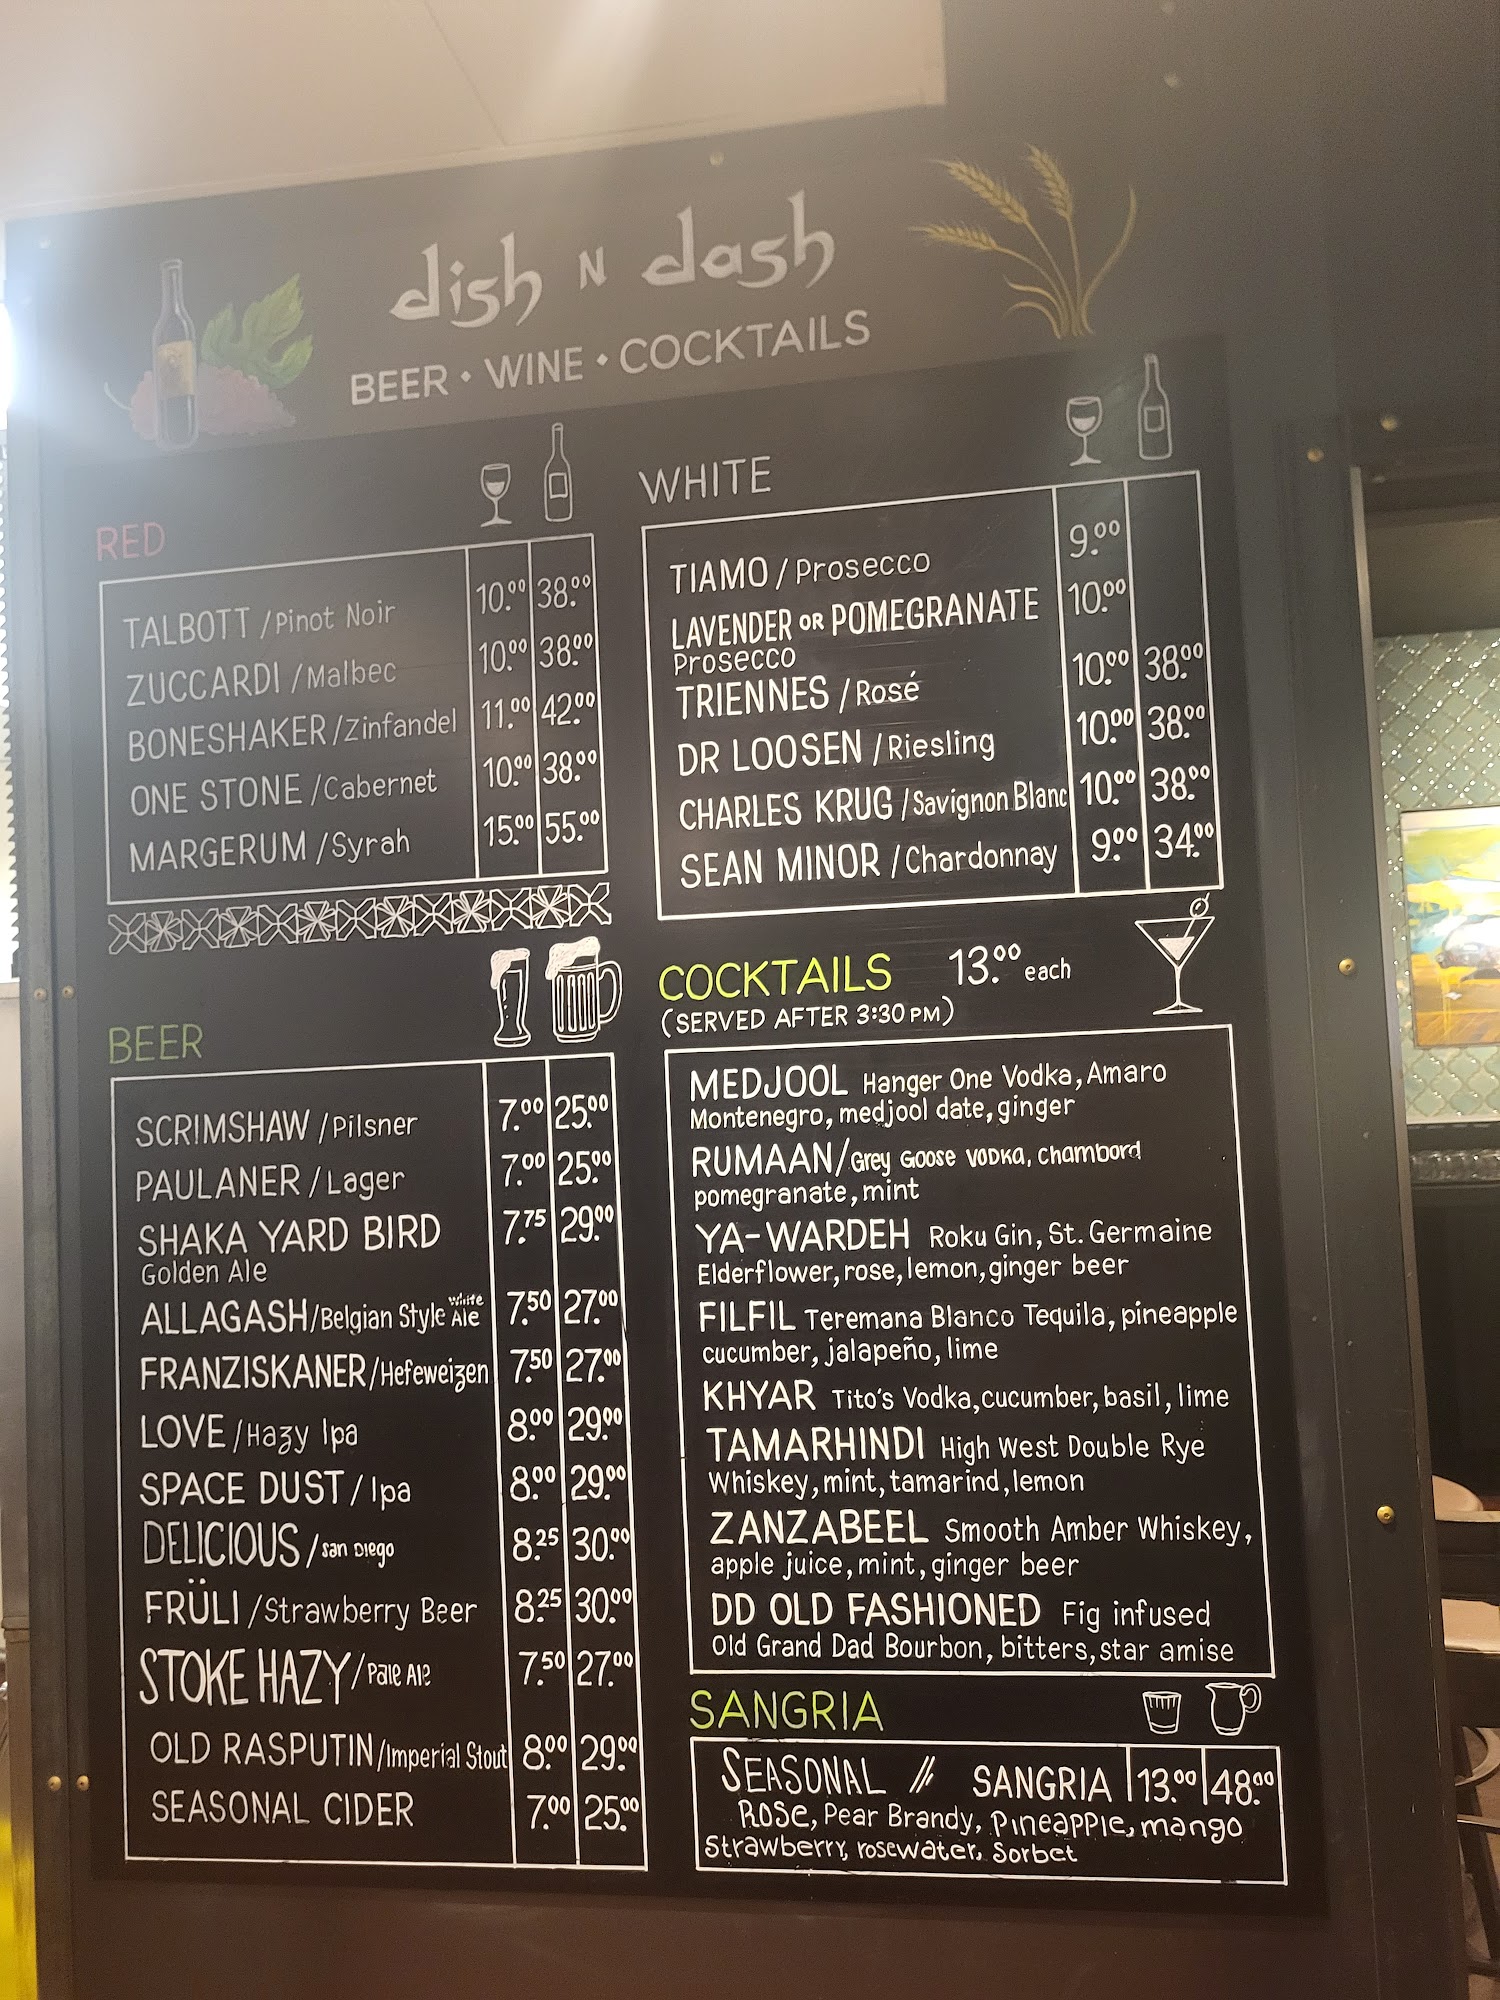 dish N dash
BEER • WINE • COCKTAILS
RED
TALBOTT / Pinot Noir 10.00 38.00
ZUCCARDI / Malbec 10.00 38.00
BONESHAKER / Zinfandel 11.00 42.00
ONE STONE / Cabernet 10.00 38.00
MARGERUM / Syrah 15.00 55.00
WHITE
TIAMO / Prosecco 9.00
LAVENDER OR POMEGRANATE 10.00
Prosecco
TRIENNES / Rosé 10.00 38.00
DR LOOSEN / Riesling 10.00 38.00
CHARLES KRUG / Savignon Blanc 10.00 38.00
SEAN MINOR / Chardonnay 9.00 34.00
BEER
SCRIMSHAW / Pilsner 7.00 25.00
PAULANER / Lager 7.00 25.00
SHAKA YARD BIRD 7.75 29.00
Golden Ale
ALLAGASH / Belgian Style White Ale 7.50 27.00
FRANZISKANER / Hefeweizen 7.50 27.00
LOVE / Hazy Ipa 8.00 29.00
SPACE DUST / Ipa 8.00 29.00
DELICIOUS / San Diego 8.25 30.00
FRÜLI / Strawberry Beer 8.25 30.00
STOKE HAZY / Pale Ale 7.50 27.00
OLD RASPUTIN / Imperial Stout 8.00 29.00
SEASONAL CIDER 7.00 25.00
COCKTAILS 13.00 each
(SERVED AFTER 3:30 PM)
MEDJOOL Hanger One Vodka, Amaro
Montenegro, medjool date, ginger
RUMAAN / Grey Goose VODKA, chambord
pomegranate, mint
YA-WARDEH Roku Gin, St. Germaine
Elderflower, rose, lemon, ginger beer
FILFIL Teremana Blanco Tequila, pineapple
cucumber, jalapeño, lime
KHYAR Tito's Vodka, cucumber, basil, lime
TAMARHINDI High West Double Rye
Whiskey, mint, tamarind, lemon
ZANZABEEL Smooth Amber Whiskey,
apple juice, mint, ginger beer
DD OLD FASHIONED Fig infused
Old Grand Dad Bourbon, bitters, star amise
SANGRIA
SEASONAL // SANGRIA 13.00 48.00
ROSE, Pear Brandy, Pineapple, mango
Strawberry, rosewater, Sorbet